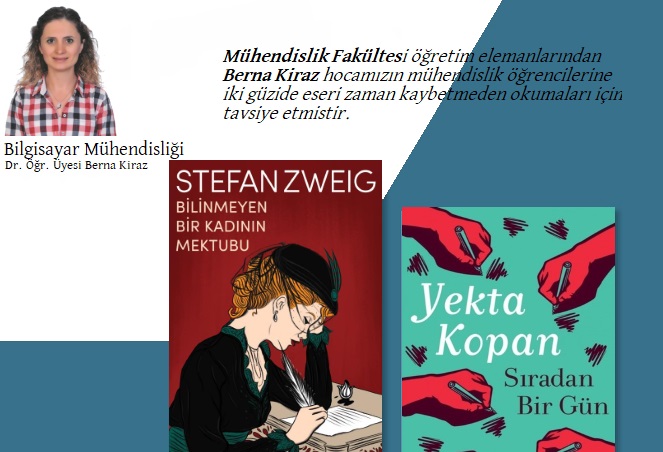 Mühendislik Fakültesi öğretim elemanlarından
Berna Kiraz hocamızın mühendislik öğrencilerine
iki güzide eseri zaman kaybetmeden okumaları için
tavsiye etmistir.
Bilgisayar Mühendisliği
Dr. Öğr. Üyesi Berna Kiraz
STEFAN ZWEIG
BİLİNMEYEN
BİR KADININ
MEKTUBU
Yekta
Kopan
Sıradan
Bir Gün